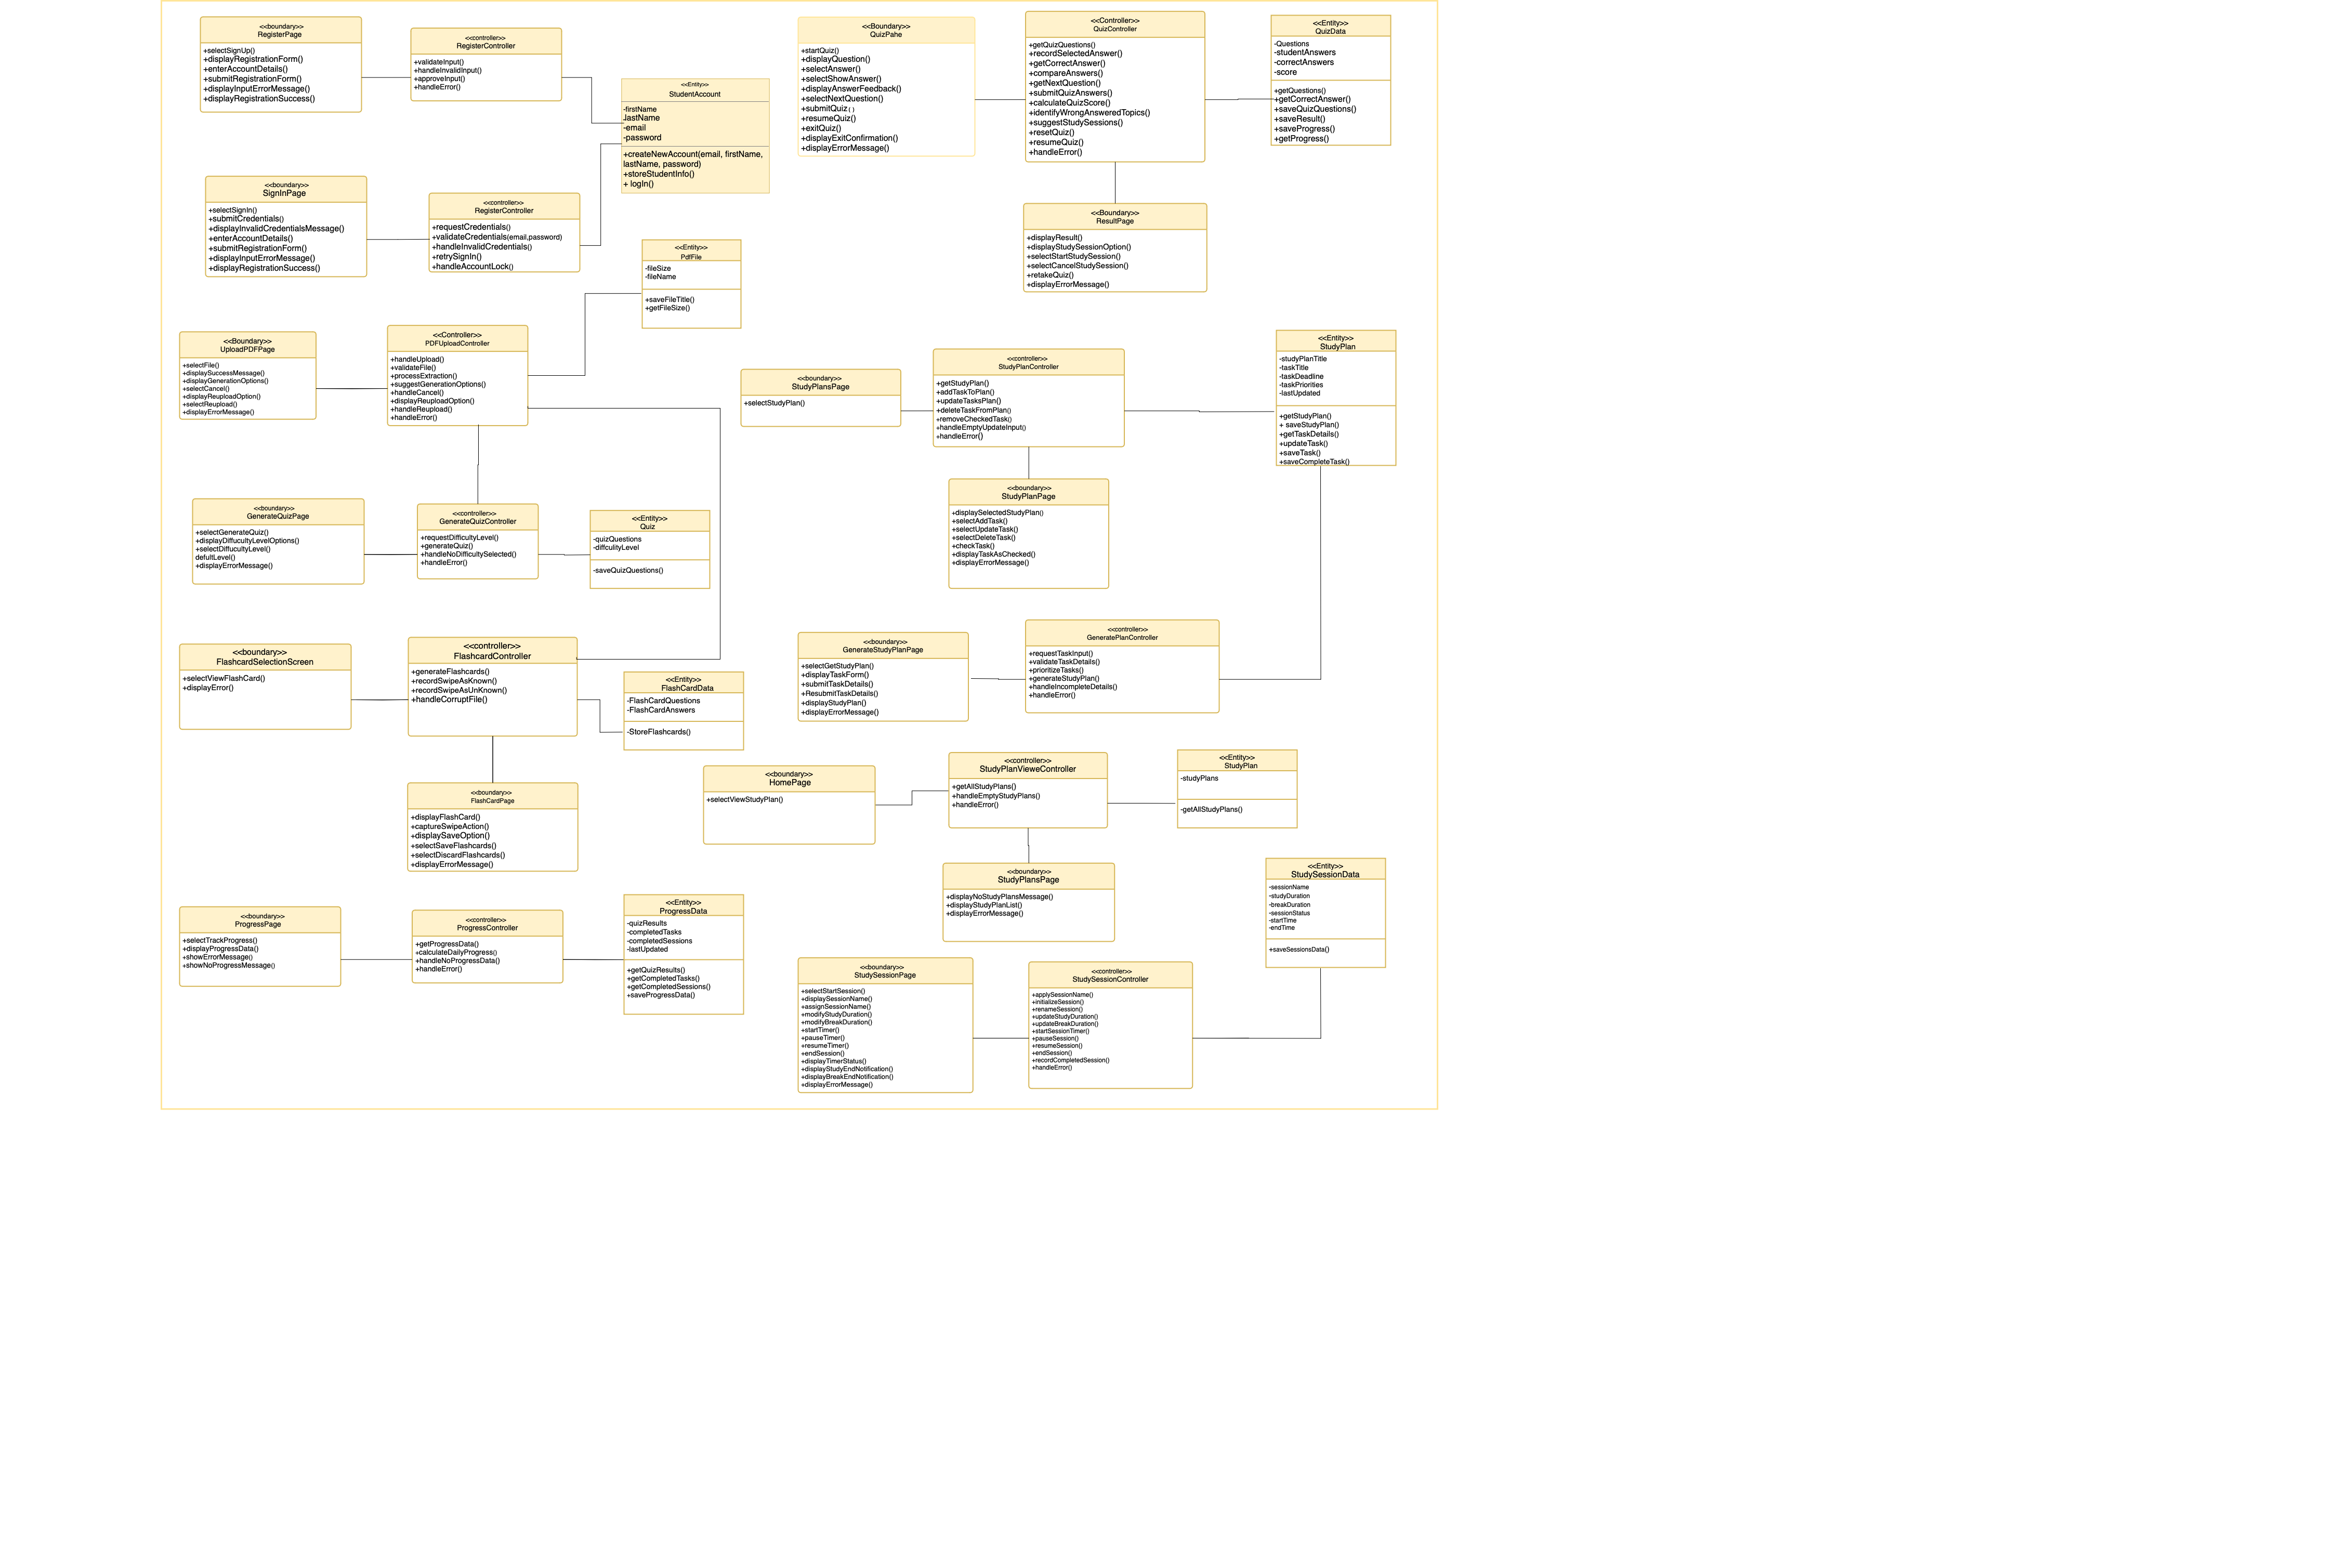 <<boundary>>
RegisterPage
+selectSignUp()
+displayRegistrationForm()
+enterAccountDetails()
+submitRegistrationForm()
+displayInputErrorMessage()
+displayRegistrationSuccess()
<<controller>>
RegisterController
+validateInput()
+handleInvalidInput()
+approveInput()
+handleError()
<<Entity>>
StudentAccount
-firstName
-lastName
-email
-password
+createNewAccount(email, firstName,
lastName, password)
+storeStudentInfo()
+ logIn()
<<Boundary>>
QuizPahe
+startQuiz()
+displayQuestion()
+selectAnswer()
+selectShowAnswer()
+displayAnswerFeedback()
+selectNextQuestion()
+submitQuiz()
+resumeQuiz()
+exitQuiz()
+displayExitConfirmation()
+displayErrorMessage()
<<Controller>>
QuizController
+getQuizQuestions()
+recordSelectedAnswer()
+getCorrectAnswer()
+compareAnswers()
+getNextQuestion()
+submitQuizAnswers()
+calculateQuizScore()
+identifyWrongAnsweredTopics()
+suggestStudySessions()
+resetQuiz()
+resumeQuiz()
+handleError()
<<Entity>>
QuizData
-Questions
-studentAnswers
-correctAnswers
-score
+getQuestions()
+getCorrectAnswer()
+saveQuizQuestions()
+saveResult()
+saveProgress()
+getProgress()
<<boundary>>
SignInPage
+selectSignIn()
+submitCredentials()
+displayInvalidCredentialsMessage()
+enterAccountDetails()
+submitRegistrationForm()
+displayInputErrorMessage()
+displayRegistrationSuccess()
<<controller>>
RegisterController
+requestCredentials()
+validateCredentials(email,password)
+handleInvalidCredentials()
+retrySignIn()
+handleAccountLock()
<<Boundary>>
ResultPage
+displayResult()
+displayStudySessionOption()
+selectStartStudySession()
+selectCancelStudySession()
+retakeQuiz()
+displayErrorMessage()
<<Entity>>
PdfFile
-fileSize
-fileName
+saveFileTitle()
+getFileSize()
<<Boundary>>
UploadPDFPage
+selectFile()
+displaySuccessMessage()
+displayGenerationOptions()
+selectCancel()
+displayReuploadOption()
+selectReupload()
+displayErrorMessage()
<<Controller>>
PDFUploadController
+handleUpload()
+validateFile()
+processExtraction()
+suggestGenerationOptions()
+handleCancel()
+displayReuploadOption()
+handleReupload()
+handleError()
<<boundary>>
StudyPlansPage
+selectStudyPlan()
<<controller>>
StudyPlanController
+getStudyPlan()
+addTaskToPlan()
+updateTasksPlan()
+deleteTaskFromPlan()
+removeCheckedTask()
+handleEmptyUpdateInput()
+handleError()
<<Entity>>
StudyPlan
-studyPlanTitle
-taskTitle
-taskDeadline
-taskPriorities
-lastUpdated
+getStudyPlan()
+ saveStudyPlan()
+getTaskDetails()
+updateTask()
+saveTask()
+saveCompleteTask()
<<boundary>>
StudyPlanPage
+displaySelectedStudyPlan()
+selectAddTask()
+selectUpdateTask()
+selectDeleteTask()
+checkTask()
+displayTaskAsChecked()
+displayErrorMessage()
<<boundary>>
GenerateQuizPage
+selectGenerateQuiz()
+displayDiffucultyLevelOptions()
+selectDiffucultyLevel()
defultLevel()
+displayErrorMessage()
<<controller>>
GenerateQuizController
+requestDifficultyLevel()
+generateQuiz()
+handleNoDifficultySelected()
+handleError()
<<Entity>>
Quiz
-quizQuestions
-diffculityLevel
-saveQuizQuestions()
<<boundary>>
FlashcardSelectionScreen
+selectViewFlashCard()
+displayError()
<<controller>>
FlashcardController
+generateFlashcards()
+recordSwipeAsKnown()
+recordSwipeAsUnKnown()
+handleCorruptFile()
<<Entity>>
FlashCardData
-FlashCardQuestions
-FlashCardAnswers
-StoreFlashcards()
<<boundary>>
GenerateStudyPlanPage
+selectGetStudyPlan()
+displayTaskForm()
+submitTaskDetails()
+ResubmitTaskDetails()
+displayStudyPlan()
+displayErrorMessage()
<<controller>>
GeneratePlanController
+requestTaskInput()
+validateTaskDetails()
+prioritizeTasks()
+generateStudyPlan()
+handleIncompleteDetails()
+handleError()
<<boundary>>
FlashCardPage
+displayFlashCard()
+captureSwipeAction()
+displaySaveOption()
+selectSaveFlashcards()
+selectDiscardFlashcards()
+displayErrorMessage()
<<boundary>>
HomePage
+selectViewStudyPlan()
<<controller>>
StudyPlanVieweController
+getAllStudyPlans()
+handleEmptyStudyPlans()
+handleError()
<<Entity>>
StudyPlan
-studyPlans
-getAllStudyPlans()
<<boundary>>
StudyPlansPage
+displayNoStudyPlansMessage()
+displayStudyPlanList()
+displayErrorMessage()
<<Entity>>
StudySessionData
-sessionName
-studyDuration
-breakDuration
-sessionStatus
-startTime
-endTime
+saveSessionsData()
<<boundary>>
ProgressPage
+selectTrackProgress()
+displayProgressData()
+showErrorMessage()
+showNoProgressMessage()
<<controller>>
ProgressController
+getProgressData()
+calculateDailyProgress()
+handleNoProgressData()
+handleError()
<<Entity>>
ProgressData
-quizResults
-completedTasks
-completedSessions
-lastUpdated
+getQuizResults()
+getCompletedTasks()
+getCompletedSessions()
+saveProgressData()
<<boundary>>
StudySessionPage
+selectStartSession()
+displaySessionName()
+assignSessionName()
+modifyStudyDuration()
+modifyBreakDuration()
+startTimer()
+pauseTimer()
+resumeTimer()
+endSession()
+displayTimerStatus()
+displayStudyEndNotification()
+displayBreakEndNotification()
+displayErrorMessage()
<<controller>>
StudySessionController
+applySessionName()
+initializeSession()
+renameSession()
+updateStudyDuration()
+updateBreakDuration()
+startSessionTimer()
+pauseSession()
+resumeSession()
+endSession()
+recordCompletedSession()
+handleError()